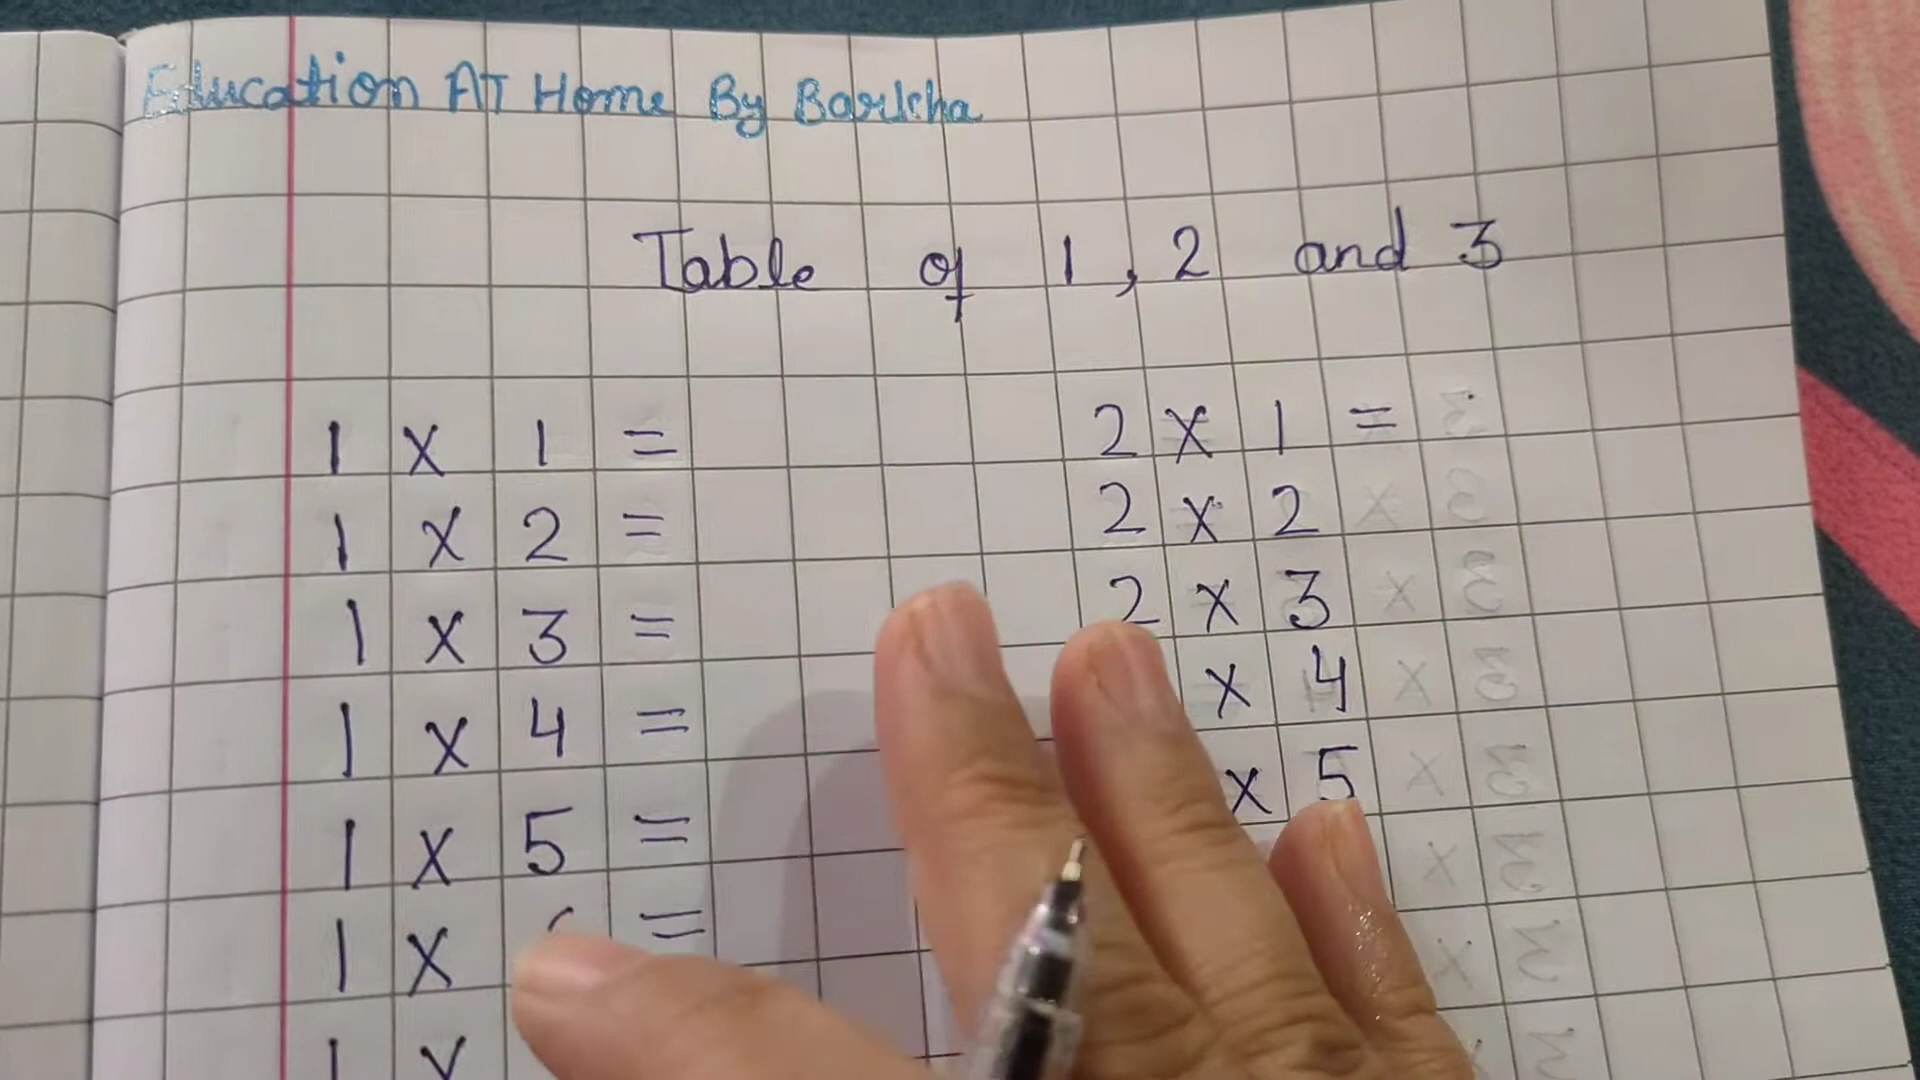 Education AT Home By Barkha
Table of 1, 2 and 3
1 x 1 = 2 x 1 =
1 x 2 = 2 x 2
1 x 3 = 2 x 3
1 x 4 = x 4
1 x 5 = x 5
1 x =
1 x